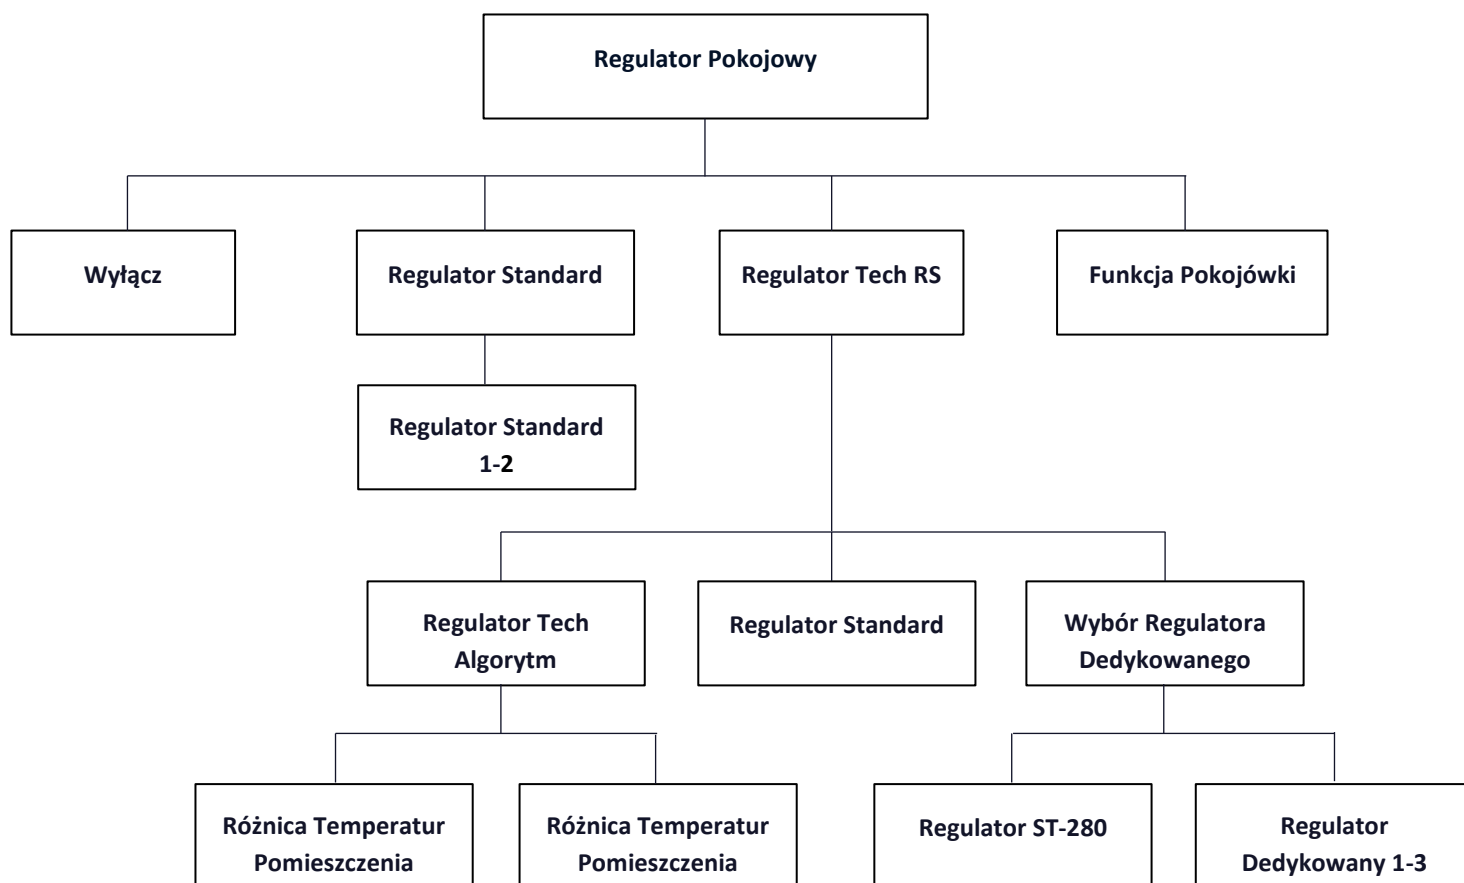 Regulator Pokojowy
Wyłącz
Regulator Standard
Regulator Tech RS
Funkcja Pokojówki
Regulator Standard
1-2
Regulator Tech
Algorytm
Regulator Standard
Wybór Regulatora
Dedykowanego
Różnica Temperatur
Pomieszczenia
Różnica Temperatur
Pomieszczenia
Regulator ST-280
Regulator
Dedykowany 1-3